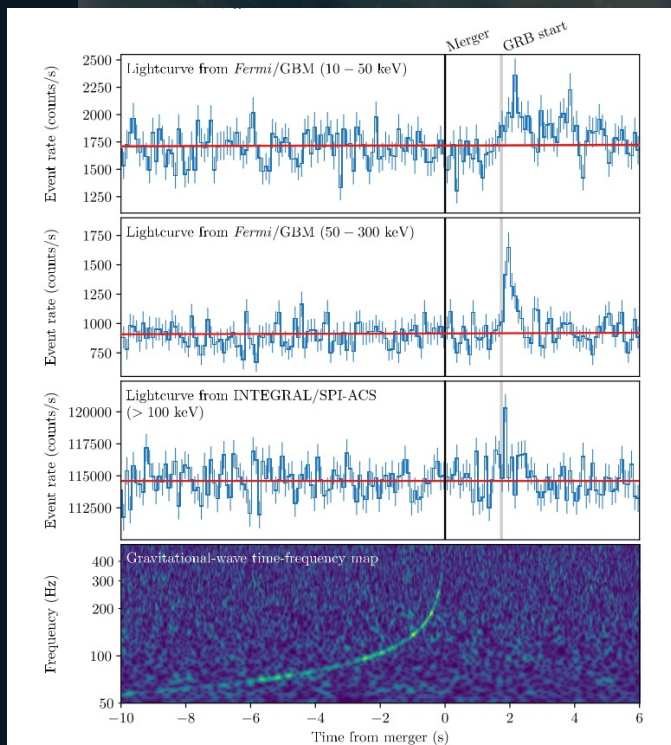 Merger
GRB start
Lightcurve from Fermi/GBM (10 − 50 keV)
Event rate (counts/s)
2500
2250
2000
1750
1500
1250
Lightcurve from Fermi/GBM (50 − 300 keV)
Event rate (counts/s)
1750
1500
1250
1000
750
Lightcurve from INTEGRAL/SPI-ACS
(> 100 keV)
Event rate (counts/s)
120000
117500
115000
112500
Gravitational-wave time-frequency map
Frequency (Hz)
400
300
200
100
50
−10 −8 −6 −4 −2 0 2 4 6
Time from merger (s)